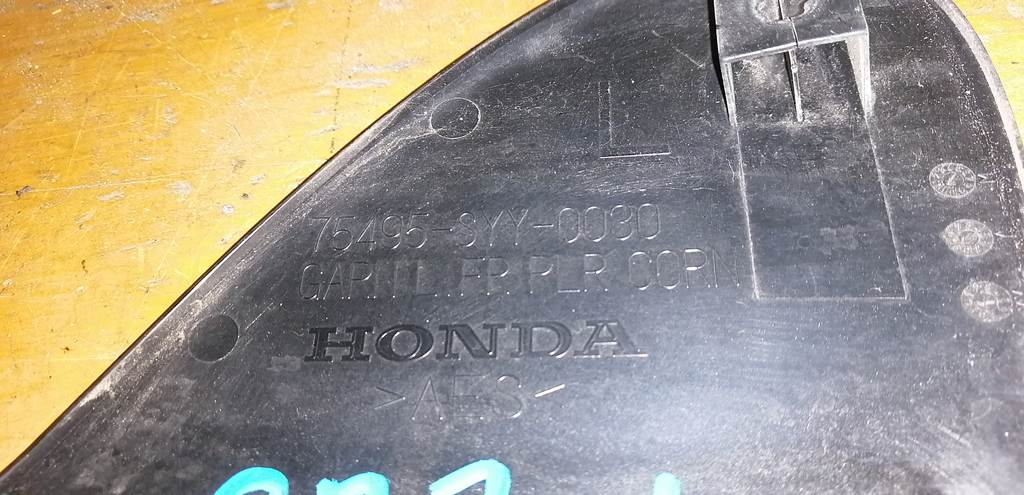 L
75495-SYY-0030
GARN L.FR PLR CORN
HONDA
>AES-